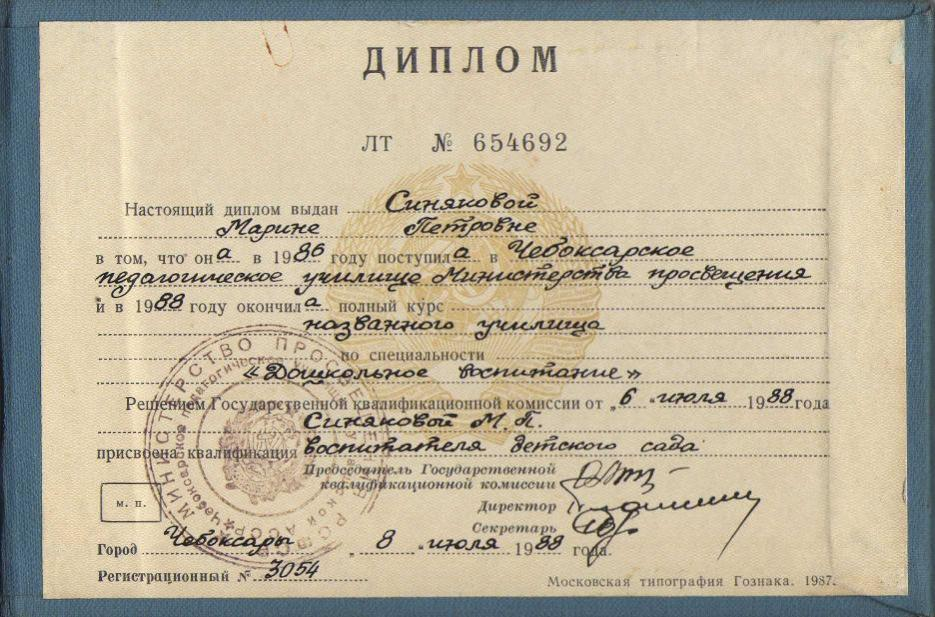 ДИПЛОМ
ЛТ № 654692
Настоящий диплом выдан Синяковой
Марине Петровне
в том, что она в 1986 году поступила в Чебоксарское
педагогическое училище Министерства просвещения
и в 1988 году окончила полный курс
названного училища
по специальности
«Дошкольное воспитание»
Решением Государственной квалификационной комиссии от „6„ июля 1988 года
Синяковой М. П.
присвоена квалификация воспитателя детского сада
Председатель Государственной
квалификационной комиссии
Директор
Секретарь
м. п.
Город Чебоксары „ 8 „ июля 1988 года.
Регистрационный № 3054
Московская типография Гознака. 1987.
МИНИСТЕРСТВО ПРОСВЕЩЕНИЯ РСФСР